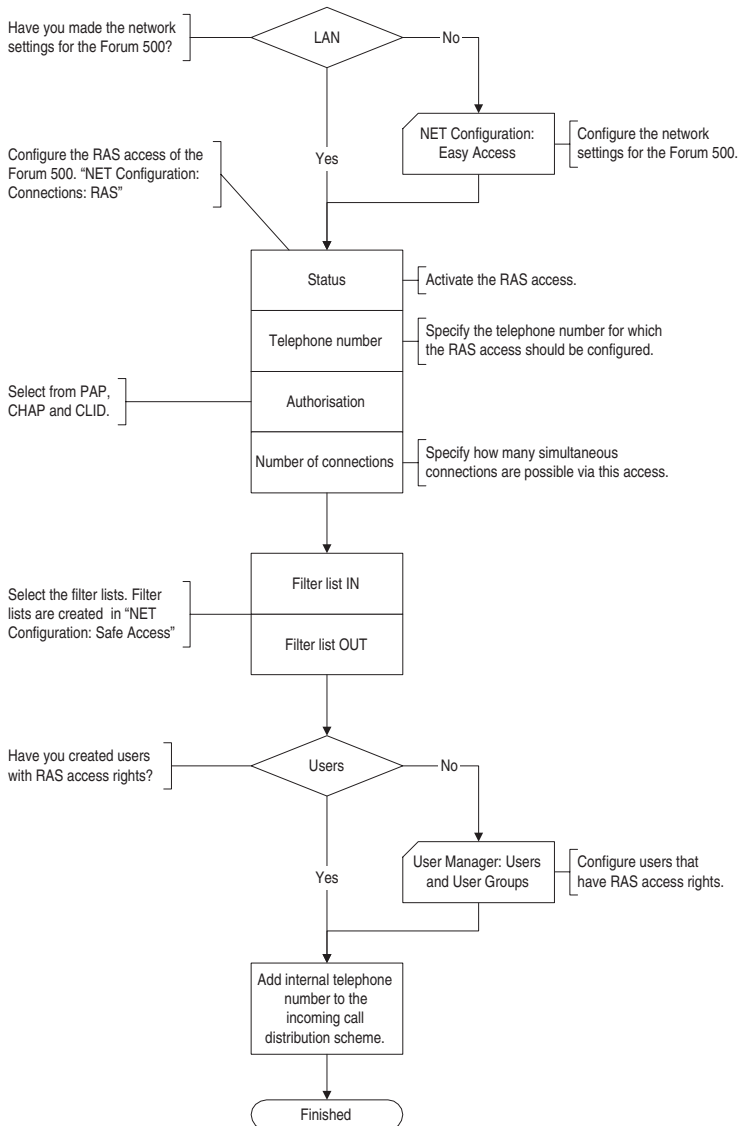 Have you made the network
settings for the Forum 500?
LAN
No
NET Configuration:
Easy Access
Configure the network
settings for the Forum 500.
Yes
Configure the RAS access of the
Forum 500. “NET Configuration:
Connections: RAS”
Status
Activate the RAS access.
Telephone number
Specify the telephone number for which
the RAS access should be configured.
Select from PAP,
CHAP and CLID.
Authorisation
Number of connections
Specify how many simultaneous
connections are possible via this access.
Select the filter lists. Filter
lists are created in “NET
Configuration: Safe Access”
Filter list IN
Filter list OUT
Have you created users
with RAS access rights?
Users
No
User Manager: Users
and User Groups
Configure users that
have RAS access rights.
Yes
Add internal telephone
number to the
incoming call
distribution scheme.
Finished